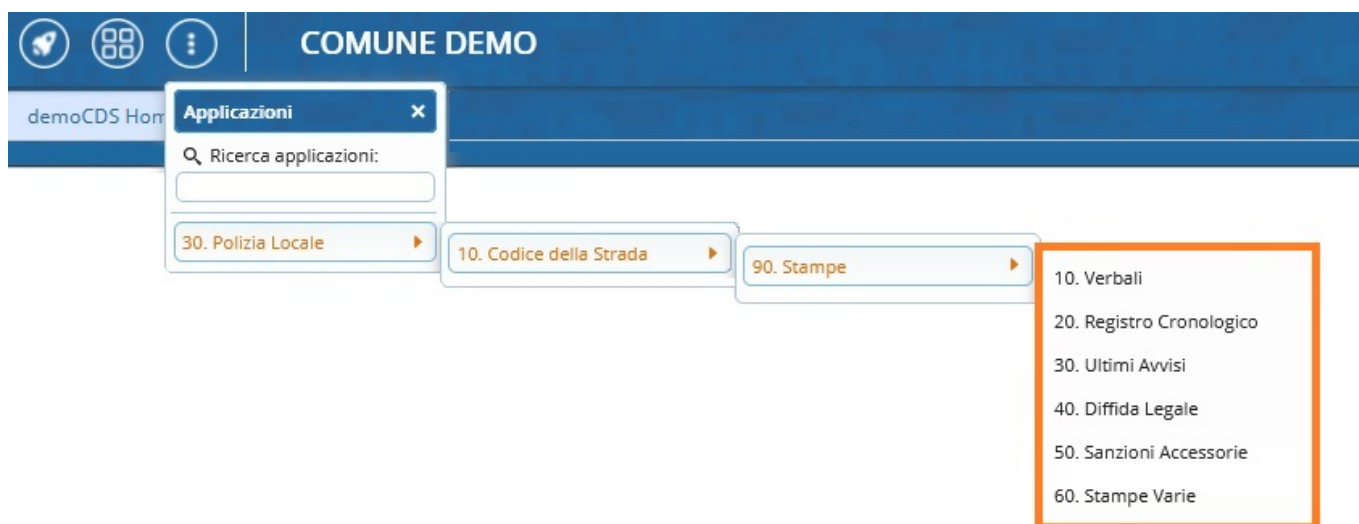 COMUNE DEMO
demoCDS Hom
Applicazioni
Ricerca applicazioni:
30. Polizia Locale
10. Codice della Strada
90. Stampe
10. Verbali
20. Registro Cronologico
30. Ultimi Avvisi
40. Diffida Legale
50. Sanzioni Accessorie
60. Stampe Varie